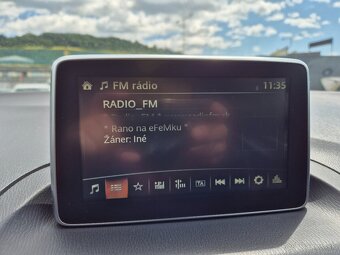 FM rádio
11:35
RADIO_FM
* Rano na eFeMku *
Žáner: Iné
TA